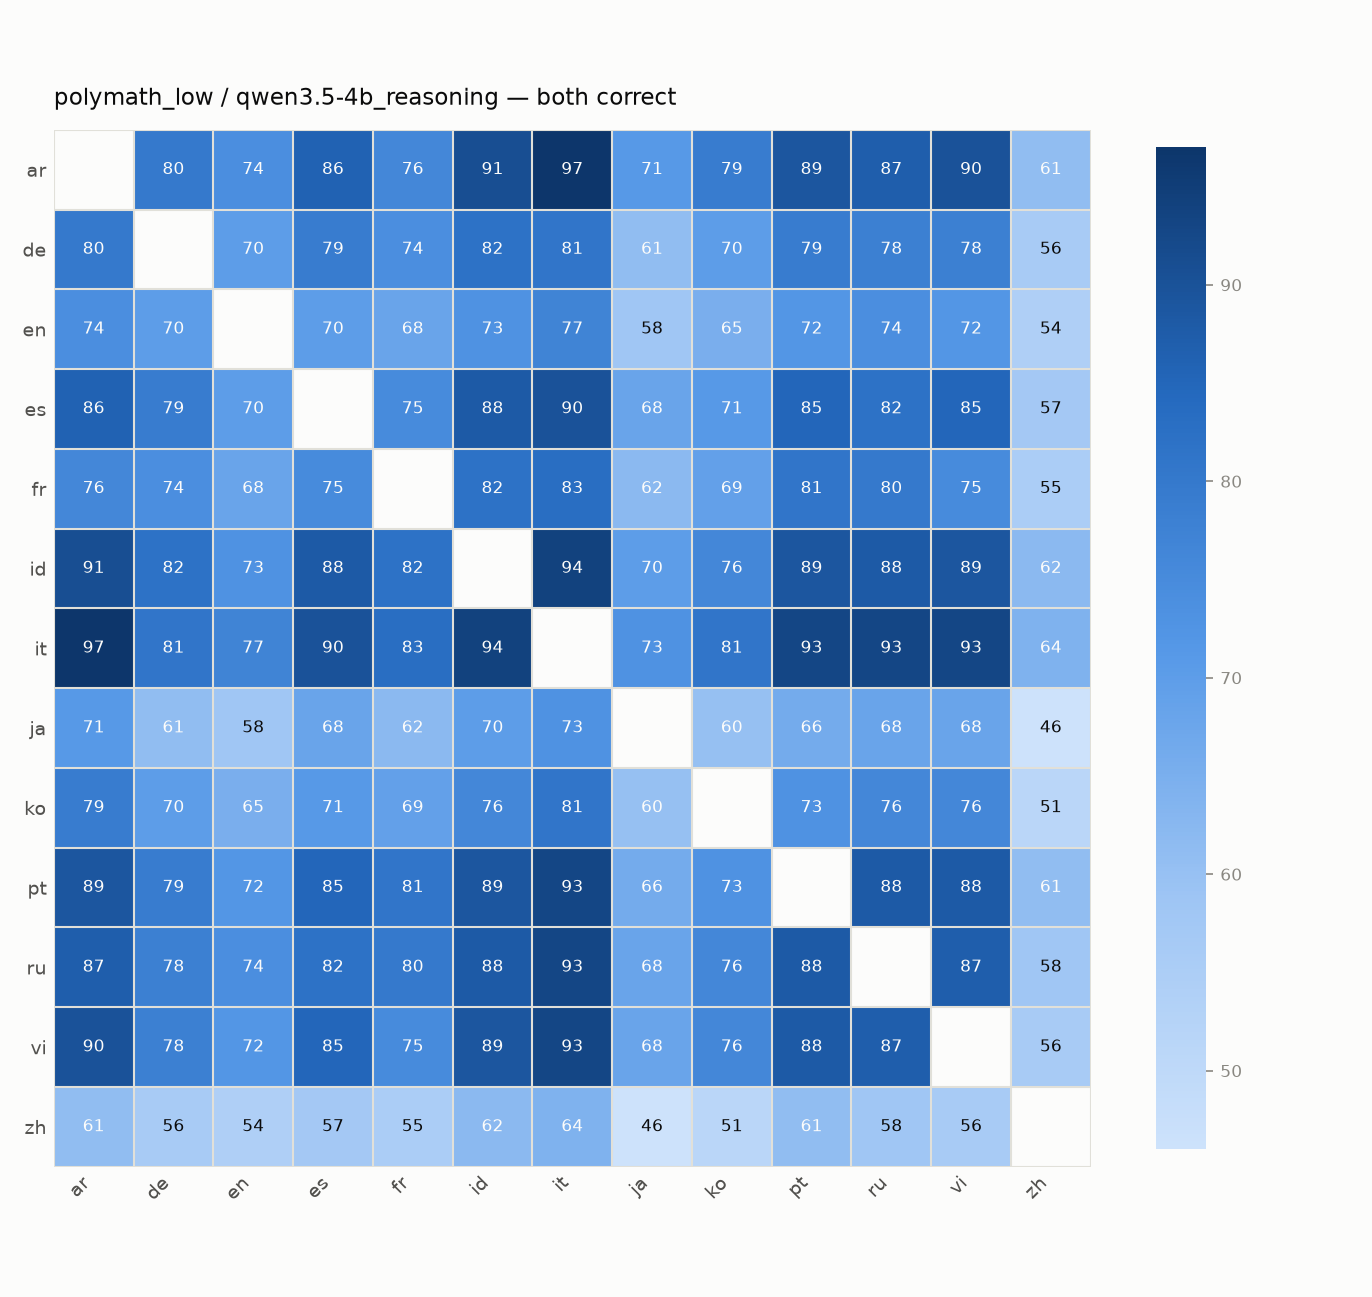 polymath_low / qwen3.5-4b_reasoning — both correct
ar 80 74 86 76 91 97 71 79 89 87 90 61
de 80 70 79 74 82 81 61 70 79 78 78 56
en 74 70 70 68 73 77 58 65 72 74 72 54
es 86 79 70 75 88 90 68 71 85 82 85 57
fr 76 74 68 75 82 83 62 69 81 80 75 55
id 91 82 73 88 82 94 70 76 89 88 89 62
it 97 81 77 90 83 94 73 81 93 93 93 64
ja 71 61 58 68 62 70 73 60 66 68 68 46
ko 79 70 65 71 69 76 81 60 73 76 76 51
pt 89 79 72 85 81 89 93 66 73 88 88 61
ru 87 78 74 82 80 88 93 68 76 88 87 58
vi 90 78 72 85 75 89 93 68 76 88 87 56
zh 61 56 54 57 55 62 64 46 51 61 58 56
ar de en es fr id it ja ko pt ru vi zh
90
80
70
60
50